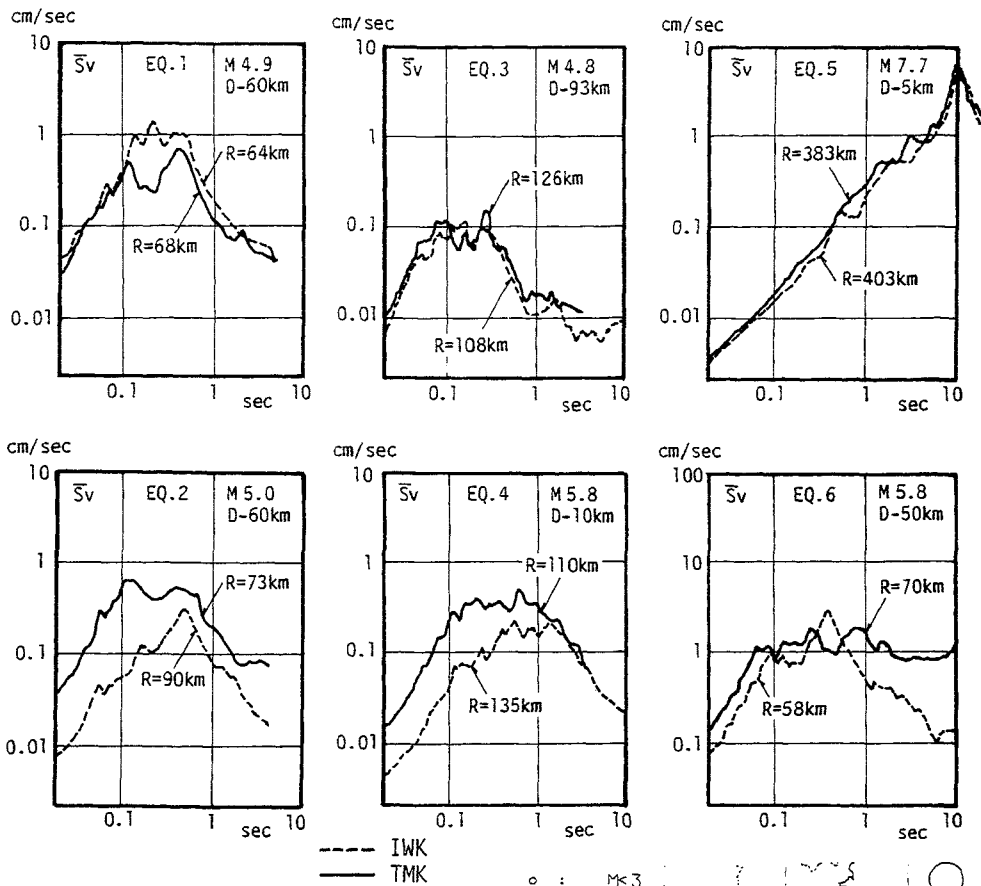 cm/sec
10
1
0.1
0.01
S̄v EQ.1 M 4.9
D-60km
R=64km
R=68km
0.1 1 10
sec
cm/sec
10
1
0.1
0.01
S̄v EQ.3 M 4.8
D-93km
R=126km
R=108km
0.1 1 10
sec
cm/sec
10
1
0.1
0.01
S̄v EQ.5 M 7.7
D-5km
R=383km
R=403km
0.1 1 10
sec
cm/sec
10
1
0.1
0.01
S̄v EQ.2 M 5.0
D-60km
R=73km
R=90km
0.1 1 10
sec
cm/sec
10
1
0.1
0.01
S̄v EQ.4 M 5.8
D-10km
R=110km
R=135km
0.1 1 10
sec
cm/sec
100
10
1
0.1
S̄v EQ.6 M 5.8
D-50km
R=70km
R=58km
0.1 1 10
sec
IWK
TMK
M<3